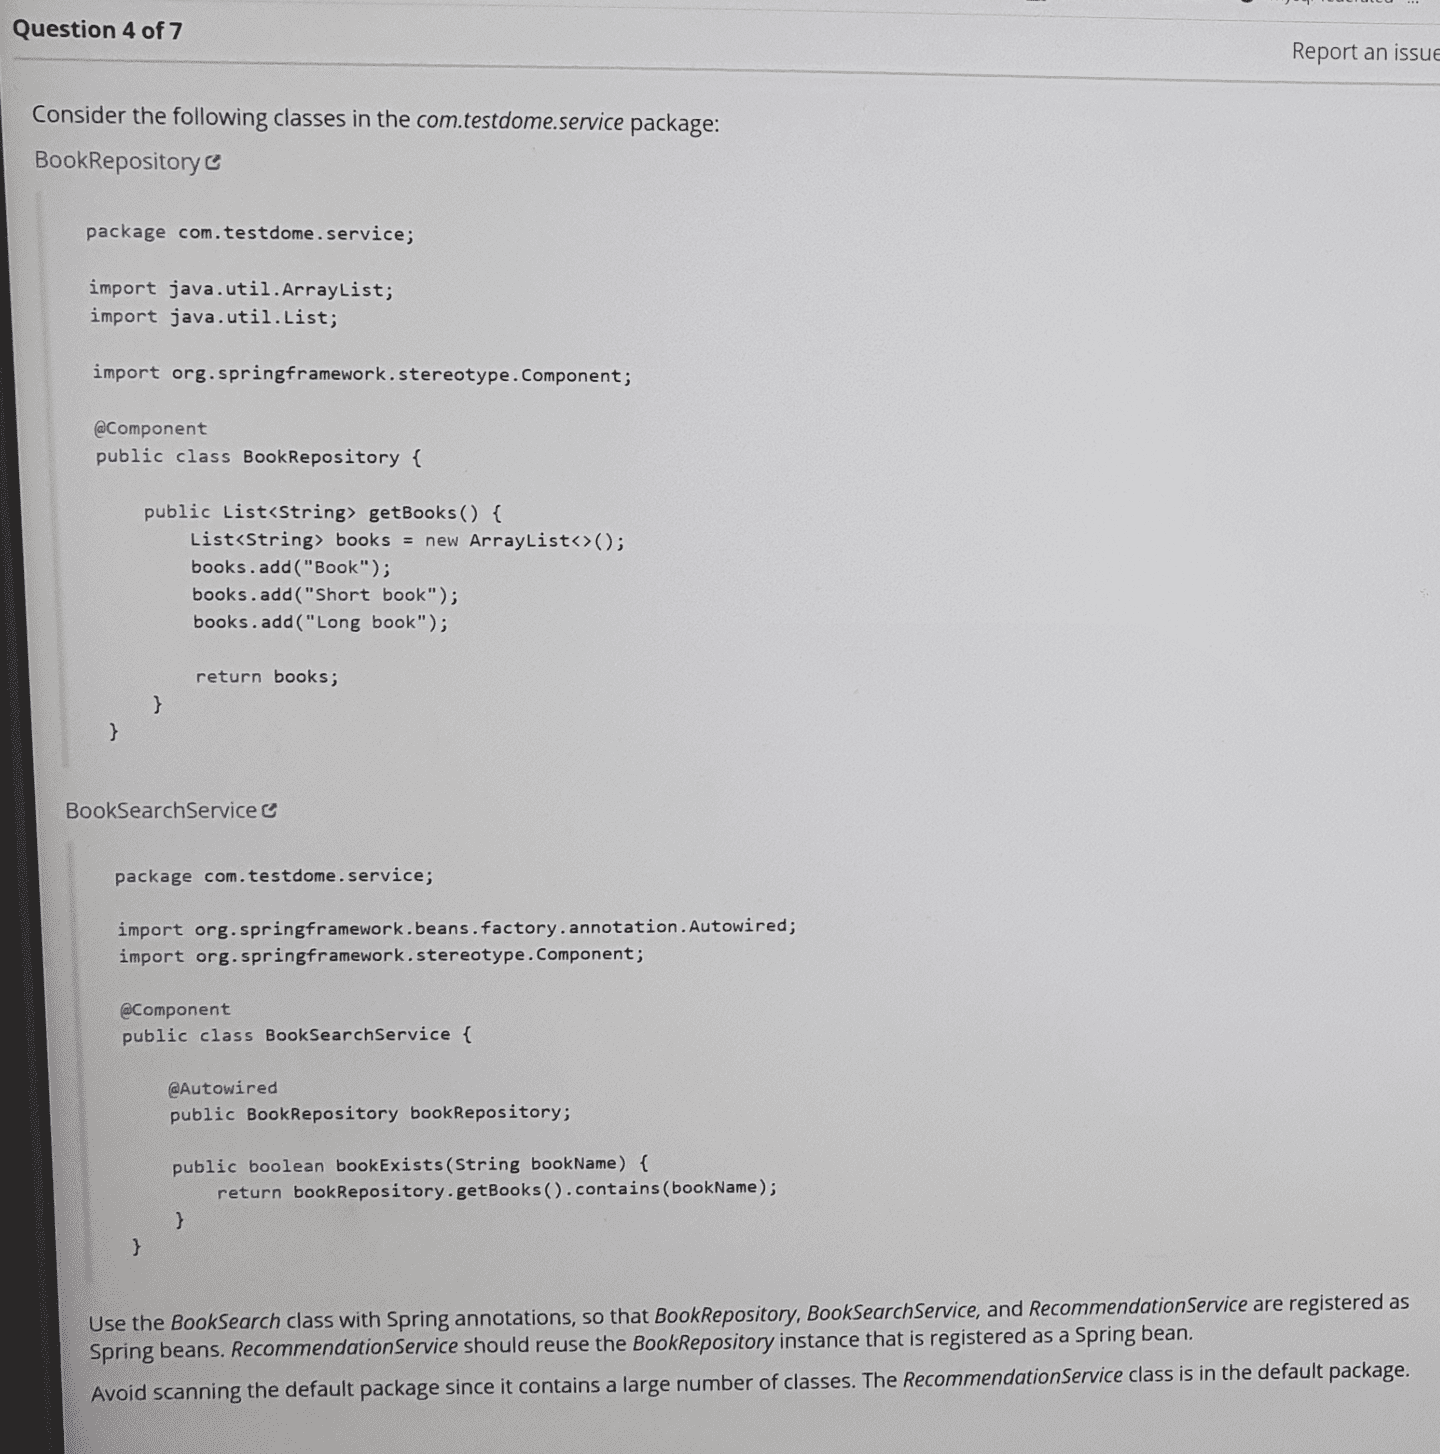 Question 4 of 7
Report an issue
Consider the following classes in the com.testdome.service package:
BookRepository
package com.testdome.service;
import java.util.ArrayList;
import java.util.List;
import org.springframework.stereotype.Component;
@Component
public class BookRepository {
public List<String> getBooks() {
List<String> books = new ArrayList<>();
books.add("Book");
books.add("Short book");
books.add("Long book");
return books;
}
}
BookSearchService
package com.testdome.service;
import org.springframework.beans.factory.annotation.Autowired;
import org.springframework.stereotype.Component;
@Component
public class BookSearchService {
@Autowired
public BookRepository bookRepository;
public boolean bookExists(String bookName) {
return bookRepository.getBooks().contains(bookName);
}
}
Use the BookSearch class with Spring annotations, so that BookRepository, BookSearchService, and RecommendationService are registered as
Spring beans. RecommendationService should reuse the BookRepository instance that is registered as a Spring bean.
Avoid scanning the default package since it contains a large number of classes. The RecommendationService class is in the default package.